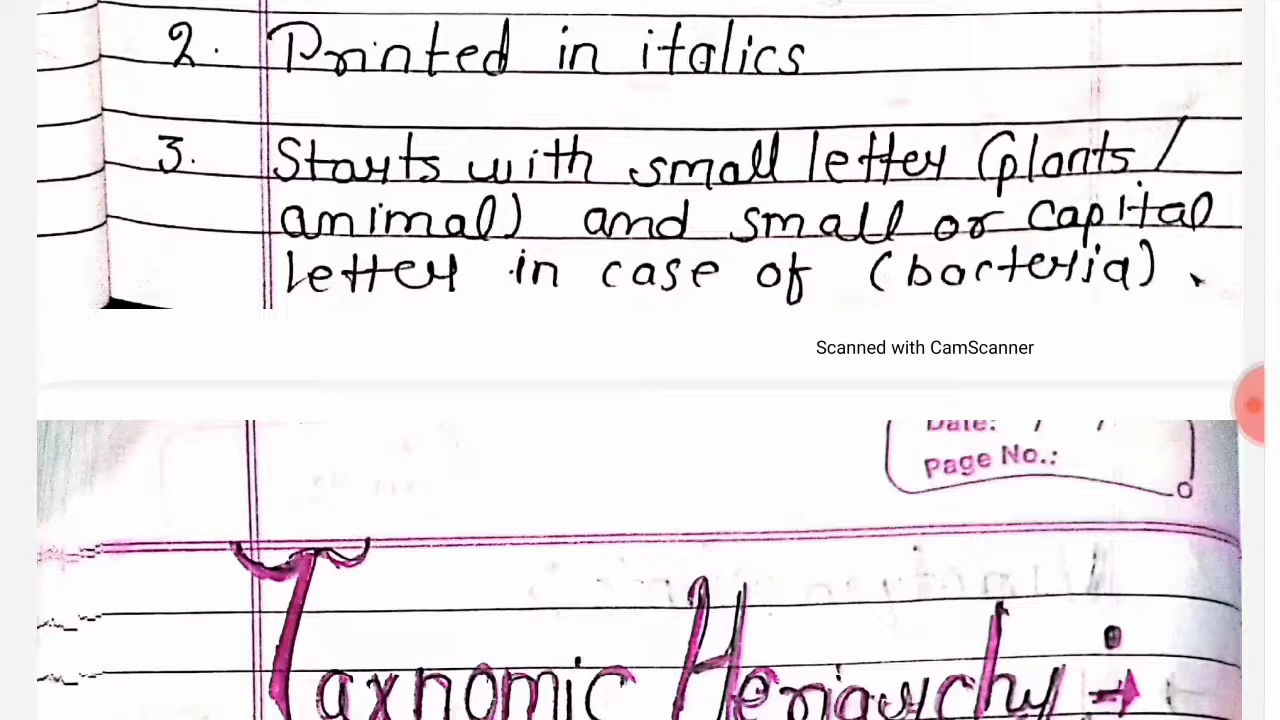 2. Printed in italics
3. Starts with small letter (plants /
animal) and small or capital
letter in case of (bacteria).
Scanned with CamScanner
Date: / /
Page No.:
Taxnomic Heriarchy :→